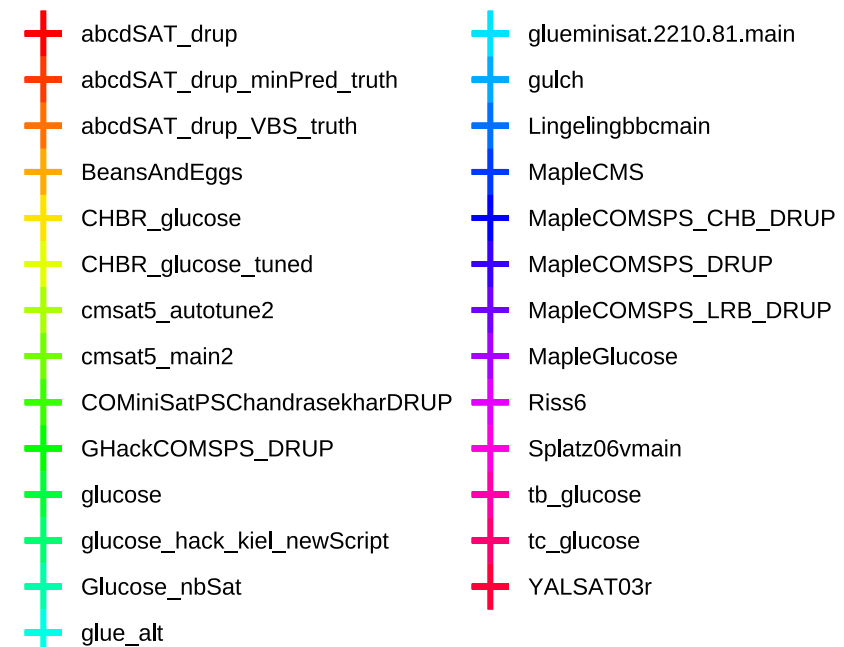 abcdSAT_drup
abcdSAT_drup_minPred_truth
abcdSAT_drup_VBS_truth
BeansAndEggs
CHBR_glucose
CHBR_glucose_tuned
cmsat5_autotune2
cmsat5_main2
COMiniSatPSChandrasekharDRUP
GHackCOMSPS_DRUP
glucose
glucose_hack_kiel_newScript
Glucose_nbSat
glue_alt
glueminisat.2210.81.main
gulch
Lingelingbbcmain
MapleCMS
MapleCOMSPS_CHB_DRUP
MapleCOMSPS_DRUP
MapleCOMSPS_LRB_DRUP
MapleGlucose
Riss6
Splatz06vmain
tb_glucose
tc_glucose
YALSAT03r